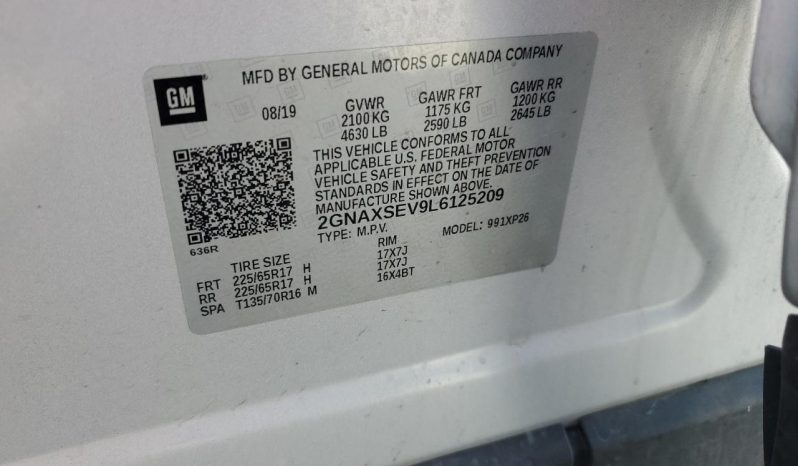 MFD BY GENERAL MOTORS OF CANADA COMPANY
GM
08/19 GVWR GAWR FRT GAWR RR
2100 KG 1175 KG 1200 KG
4630 LB 2590 LB 2645 LB
THIS VEHICLE CONFORMS TO ALL
APPLICABLE U.S. FEDERAL MOTOR
VEHICLE SAFETY AND THEFT PREVENTION
STANDARDS IN EFFECT ON THE DATE OF
MANUFACTURE SHOWN ABOVE.
2GNAXSEV9L6125209
TYPE: M.P.V. MODEL: 991XP26
636R
TIRE SIZE RIM
FRT 225/65R17 H 17X7J
RR 225/65R17 H 17X7J
SPA T135/70R16 M 16X4BT